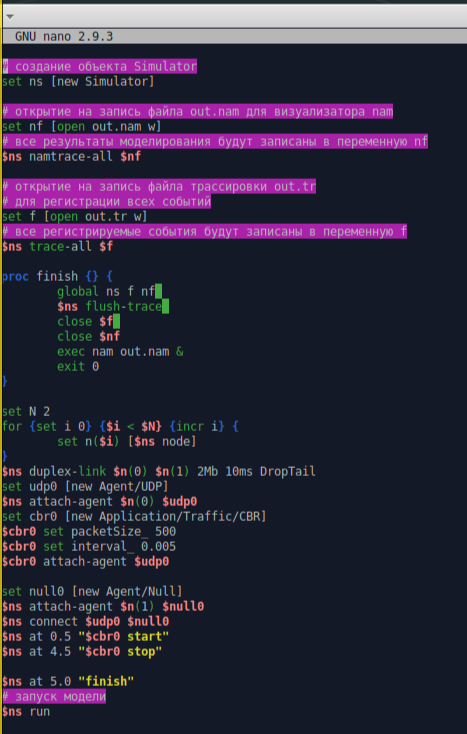 GNU nano 2.9.3
# создание объекта Simulator
set ns [new Simulator]
# открытие на запись файла out.nam для визуализатора nam
set nf [open out.nam w]
# все результаты моделирования будут записаны в переменную nf
$ns namtrace-all $nf
# открытие на запись файла трассировки out.tr
# для регистрации всех событий
set f [open out.tr w]
# все регистрируемые события будут записаны в переменную f
$ns trace-all $f
proc finish {} {
global ns f nf
$ns flush-trace
close $f
close $nf
exec nam out.nam &
exit 0
}
set N 2
for {set i 0} {$i < $N} {incr i} {
set n($i) [$ns node]
}
$ns duplex-link $n(0) $n(1) 2Mb 10ms DropTail
set udp0 [new Agent/UDP]
$ns attach-agent $n(0) $udp0
set cbr0 [new Application/Traffic/CBR]
$cbr0 set packetSize_ 500
$cbr0 set interval_ 0.005
$cbr0 attach-agent $udp0
set null0 [new Agent/Null]
$ns attach-agent $n(1) $null0
$ns connect $udp0 $null0
$ns at 0.5 "$cbr0 start"
$ns at 4.5 "$cbr0 stop"
$ns at 5.0 "finish"
# запуск модели
$ns run